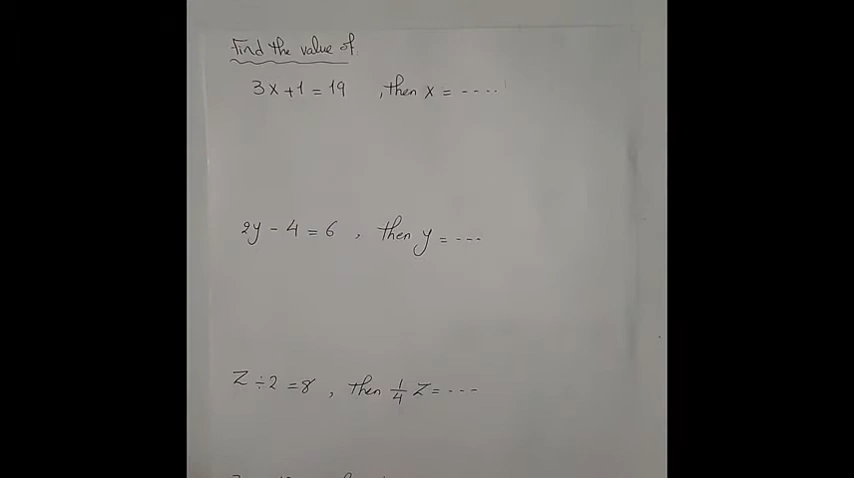 Find the value of:
3x+1=19 , then x = ----
2y - 4 = 6 , then y = ---
Z ÷ 2 = 8 , then 1/4 Z = ---